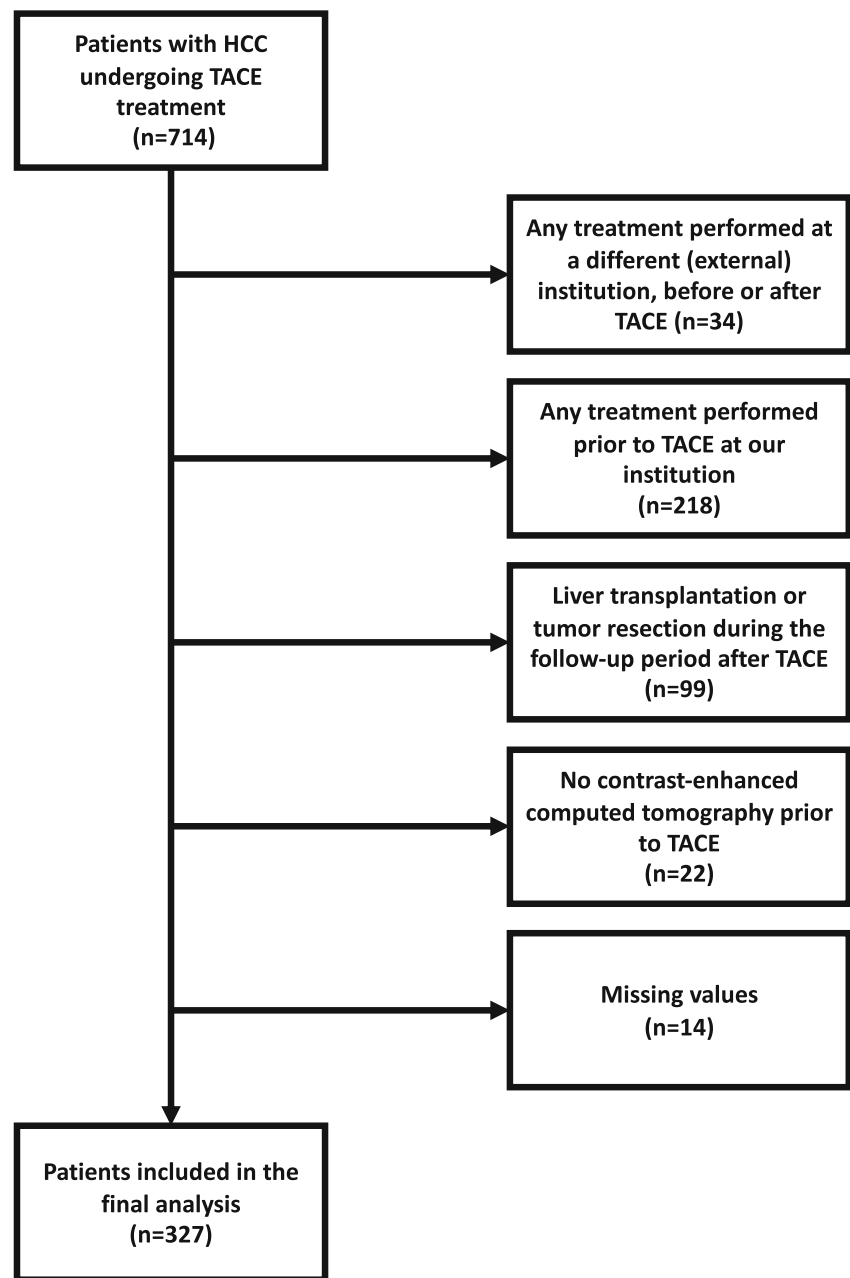 Patients with HCC
undergoing TACE
treatment
(n=714)
Any treatment performed at
a different (external)
institution, before or after
TACE (n=34)
Any treatment performed
prior to TACE at our
institution
(n=218)
Liver transplantation or
tumor resection during the
follow-up period after TACE
(n=99)
No contrast-enhanced
computed tomography prior
to TACE
(n=22)
Missing values
(n=14)
Patients included in the
final analysis
(n=327)